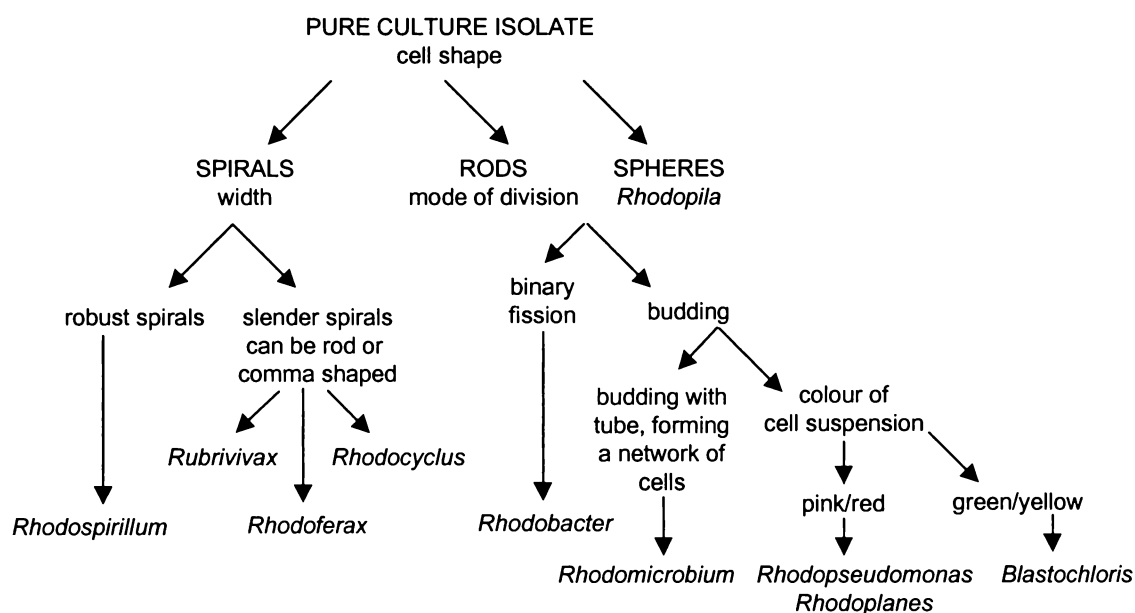 PURE CULTURE ISOLATE
cell shape
SPIRALS
width
RODS
mode of division
SPHERES
Rhodopila
robust spirals
slender spirals
can be rod or
comma shaped
binary
fission
budding
Rubrivivax
Rhodocyclus
budding with
tube, forming
a network of
cells
colour of
cell suspension
Rhodospirillum
Rhodoferax
Rhodobacter
pink/red
green/yellow
Rhodomicrobium
Rhodopseudomonas
Rhodoplanes
Blastochloris